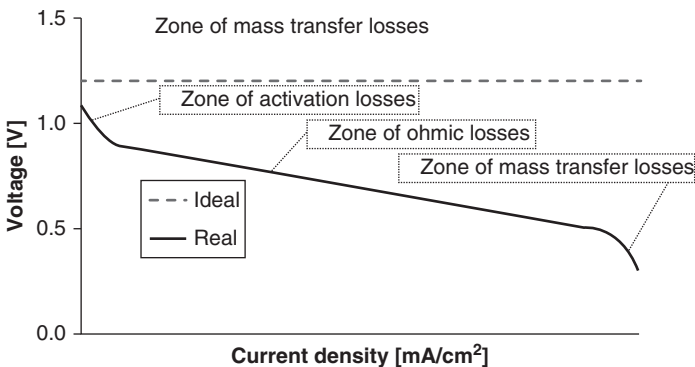 1.5
Zone of mass transfer losses
Zone of activation losses
1.0
Zone of ohmic losses
Zone of mass transfer losses
Voltage [V]
Ideal
0.5
Real
0.0
Current density [mA/cm²]